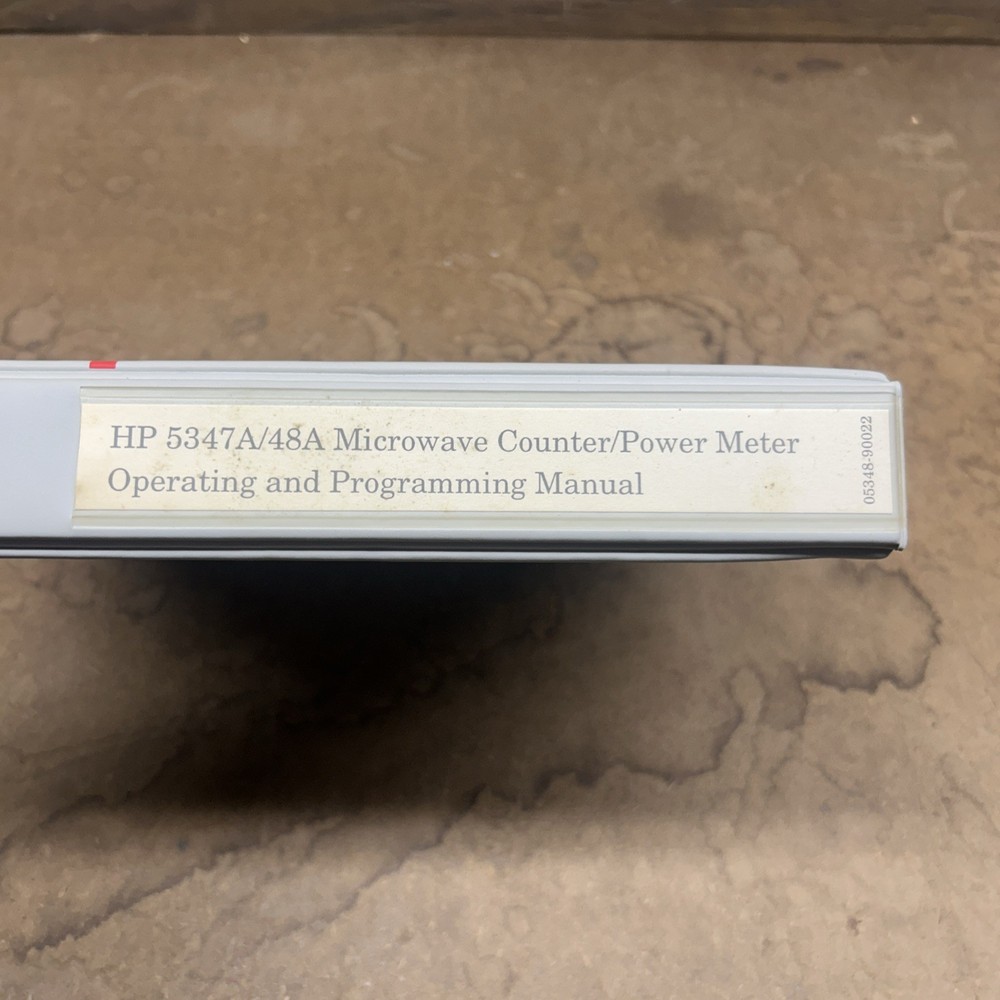 HP 5347A/48A Microwave Counter/Power Meter
Operating and Programming Manual
05348-90022